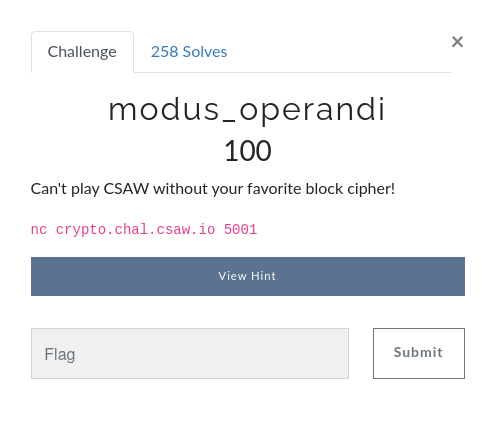 Challenge
258 Solves
×
modus_operandi
100
Can't play CSAW without your favorite block cipher!
nc crypto.chal.csaw.io 5001
View Hint
Flag
Submit